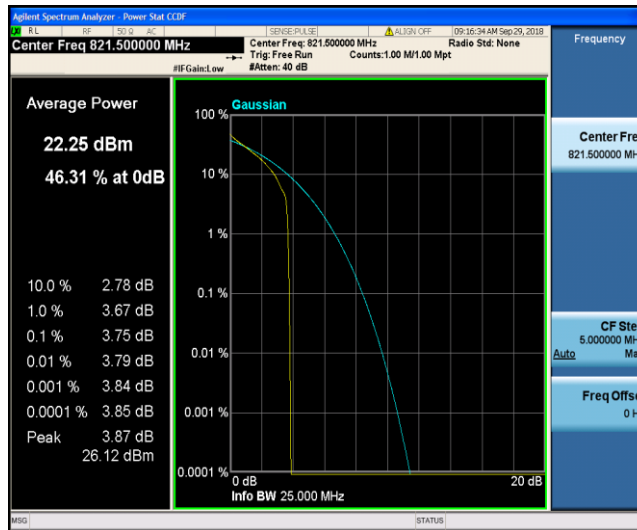 Agilent Spectrum Analyzer - Power Stat CCDF
RL RF 50 Ω AC SENSE:PULSE ALIGN OFF 09:16:34 AM Sep 29, 2018
Center Freq 821.500000 MHz
Center Freq: 821.500000 MHz Radio Std: None
Trig: Free Run Counts:1.00 M/1.00 Mpt
#IFGain:Low #Atten: 40 dB
Frequency
Average Power
22.25 dBm
46.31 % at 0dB
10.0 % 2.78 dB
1.0 % 3.67 dB
0.1 % 3.75 dB
0.01 % 3.79 dB
0.001 % 3.84 dB
0.0001 % 3.85 dB
Peak 3.87 dB
26.12 dBm
Gaussian
100 %
10 %
1 %
0.1 %
0.01 %
0.001 %
0.0001 %
0 dB 20 dB
Info BW 25.000 MHz
Center Fre
821.500000 MH
CF Ste
5.000000 MH
Auto Ma
Freq Offs
0 H
MSG STATUS